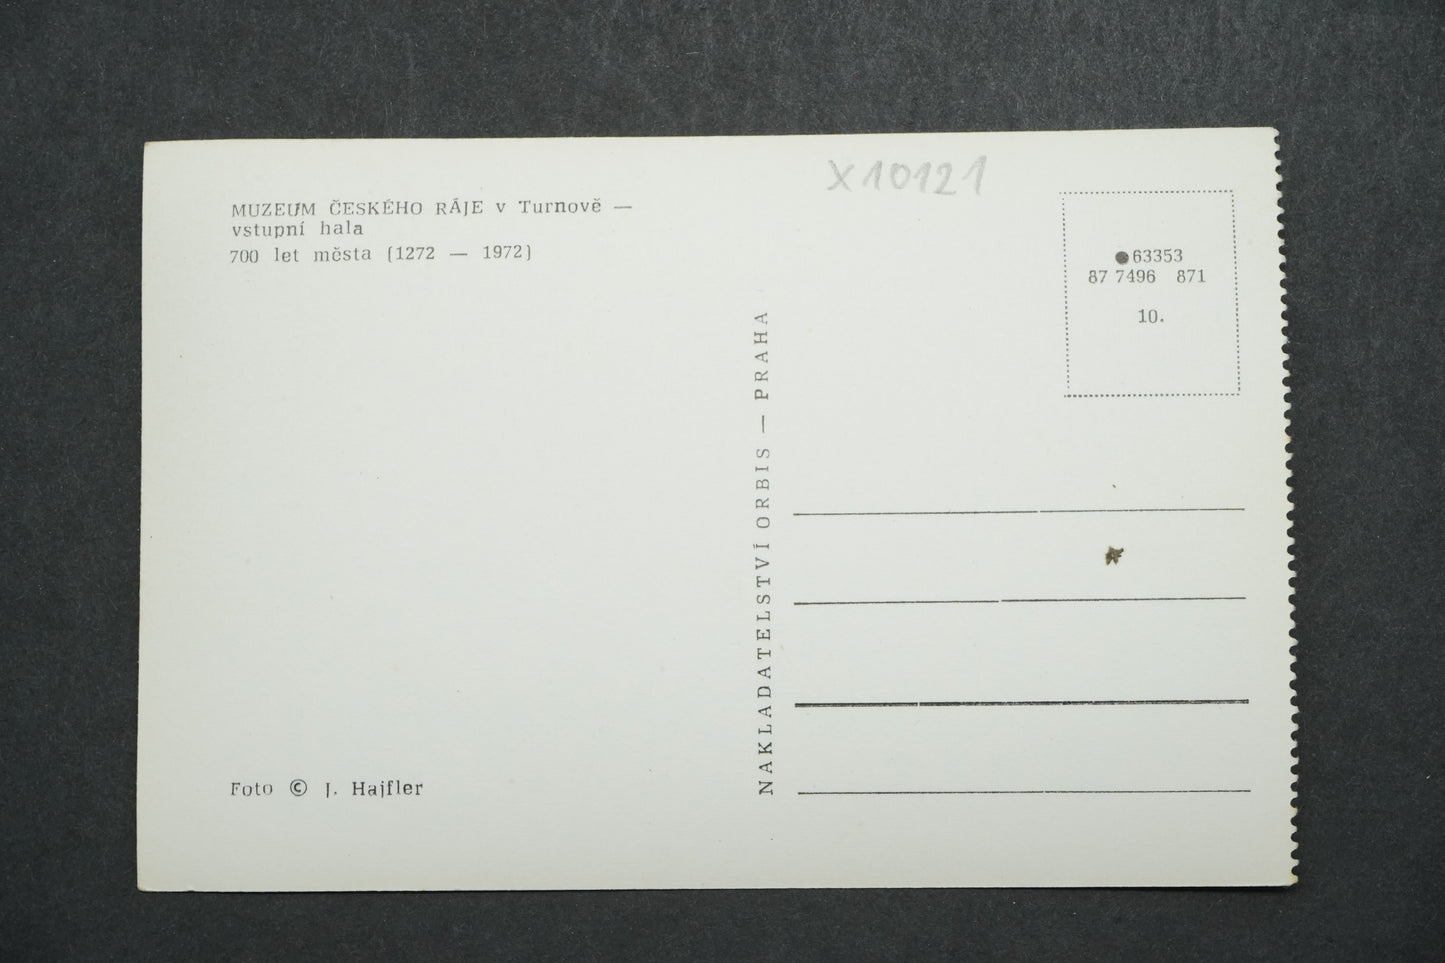 MUZEUM ČESKÉHO RÁJE v Turnově —
vstupní hala
700 let města (1272 — 1972)
Foto © J. Hajfler
NAKLADATELSTVÍ ORBIS — PRAHA
X10121
● 63353
87 7496 871
10.